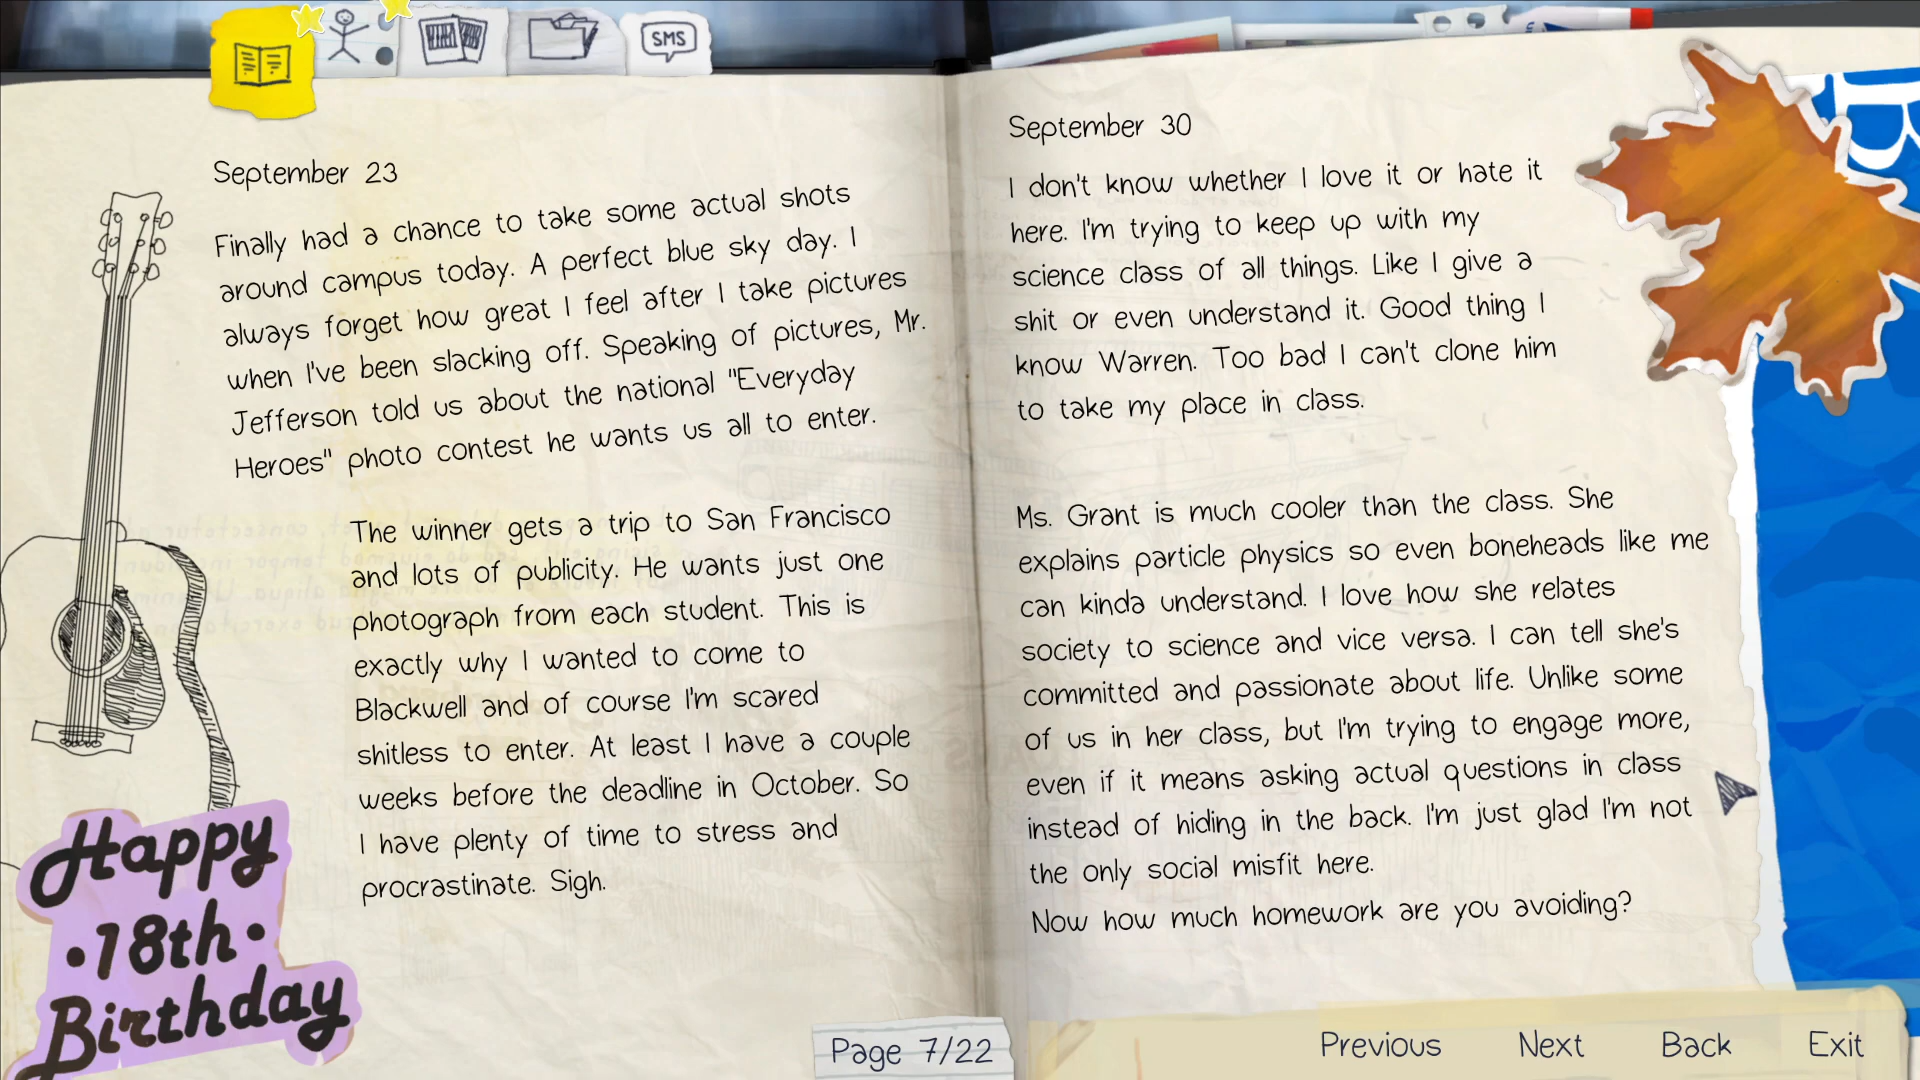 SMS
September 23
Finally had a chance to take some actual shots
around campus today. A perfect blue sky day. I
always forget how great I feel after I take pictures
when I've been slacking off. Speaking of pictures, Mr.
Jefferson told us about the national "Everyday
Heroes" photo contest he wants us all to enter.
The winner gets a trip to San Francisco
and lots of publicity. He wants just one
photograph from each student. This is
exactly why I wanted to come to
Blackwell and of course I'm scared
shitless to enter. At least I have a couple
weeks before the deadline in October. So
I have plenty of time to stress and
procrastinate. Sigh.
Happy
•18th•
Birthday
September 30
I don't know whether I love it or hate it
here. I'm trying to keep up with my
science class of all things. Like I give a
shit or even understand it. Good thing I
know Warren. Too bad I can't clone him
to take my place in class.
Ms. Grant is much cooler than the class. She
explains particle physics so even boneheads like me
can kinda understand. I love how she relates
society to science and vice versa. I can tell she's
committed and passionate about life. Unlike some
of us in her class, but I'm trying to engage more,
even if it means asking actual questions in class
instead of hiding in the back. I'm just glad I'm not
the only social misfit here.
Now how much homework are you avoiding?
B
Page 7/22
Previous Next Back Exit